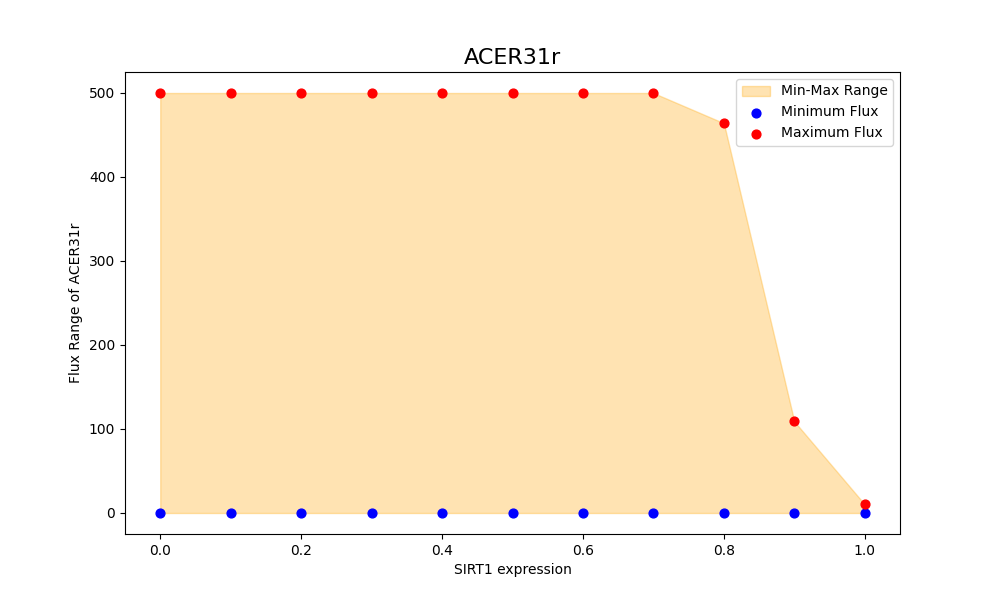 ACER31r
Min-Max Range
Minimum Flux
Maximum Flux
Flux Range of ACER31r
500
400
300
200
100
0
0.0 0.2 0.4 0.6 0.8 1.0
SIRT1 expression